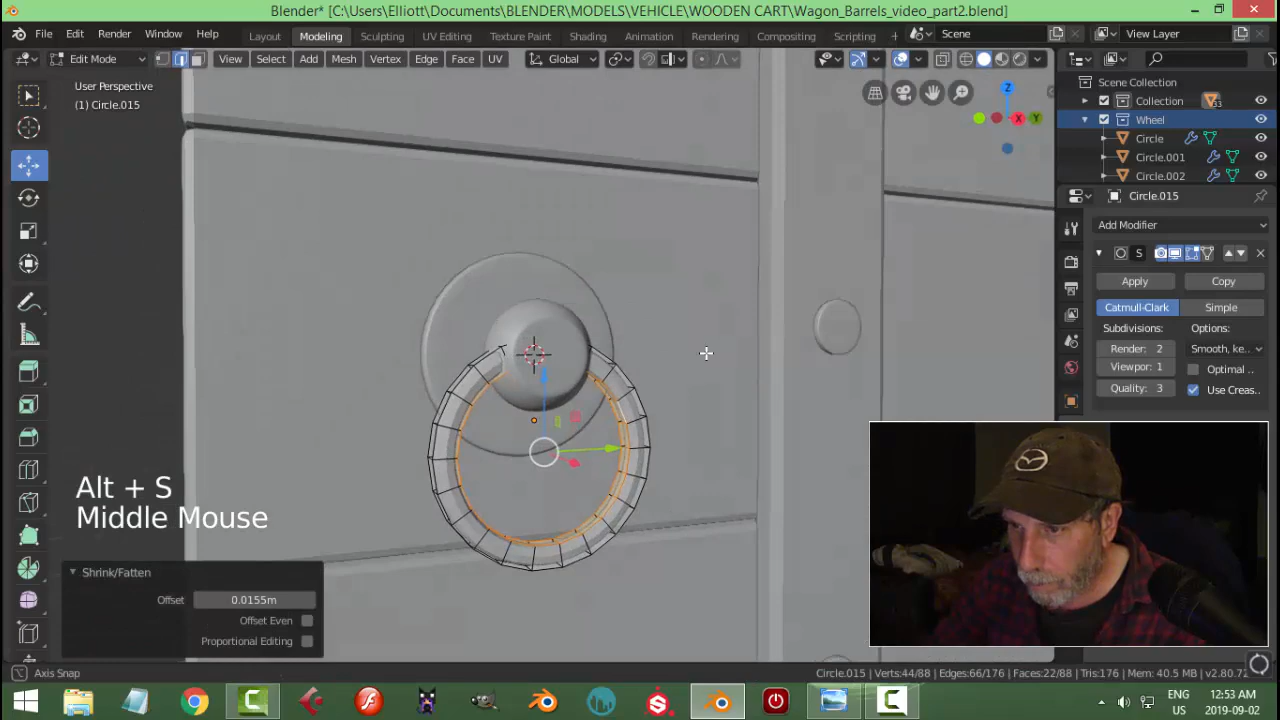 Blender* [C:\Users\Elliott\Documents\BLENDER\MODELS\VEHICLE\WOODEN CART\Wagon_Barrels_video_part2.blend]
File Edit Render Window Help Layout Modeling Sculpting UV Editing Texture Paint Shading Animation Rendering Compositing Scripting + Scene View Layer
Edit Mode View Select Add Mesh Vertex Edge Face UV Global
User Perspective
(1) Circle.015
Z
X
Y
Scene Collection
Collection 33
Wheel
Circle
Circle.001
Circle.002
Circle.015
Add Modifier
S
Apply Copy
Catmull-Clark Simple
Subdivisions: Options:
Render: 2 Smooth, ke..
Viewport: 1 Optimal ..
Quality: 3 Use Creas..
Alt + S
Middle Mouse
Shrink/Fatten
Offset 0.0155m
Offset Even
Proportional Editing
Axis Snap
Circle.015 | Verts:44/88 | Edges:66/176 | Faces:22/88 | Tris:176 | Mem: 40.5 MB | v2.80.7
ENG 12:53 AM
US 2019-09-02